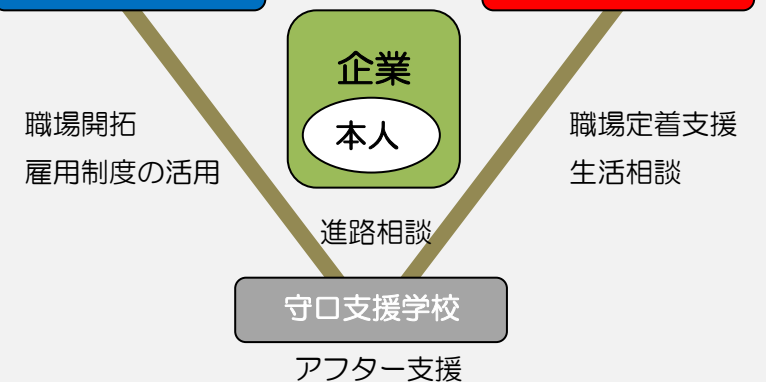 企業
本人
職場開拓
雇用制度の活用
職場定着支援
生活相談
進路相談
守口支援学校
アフター支援